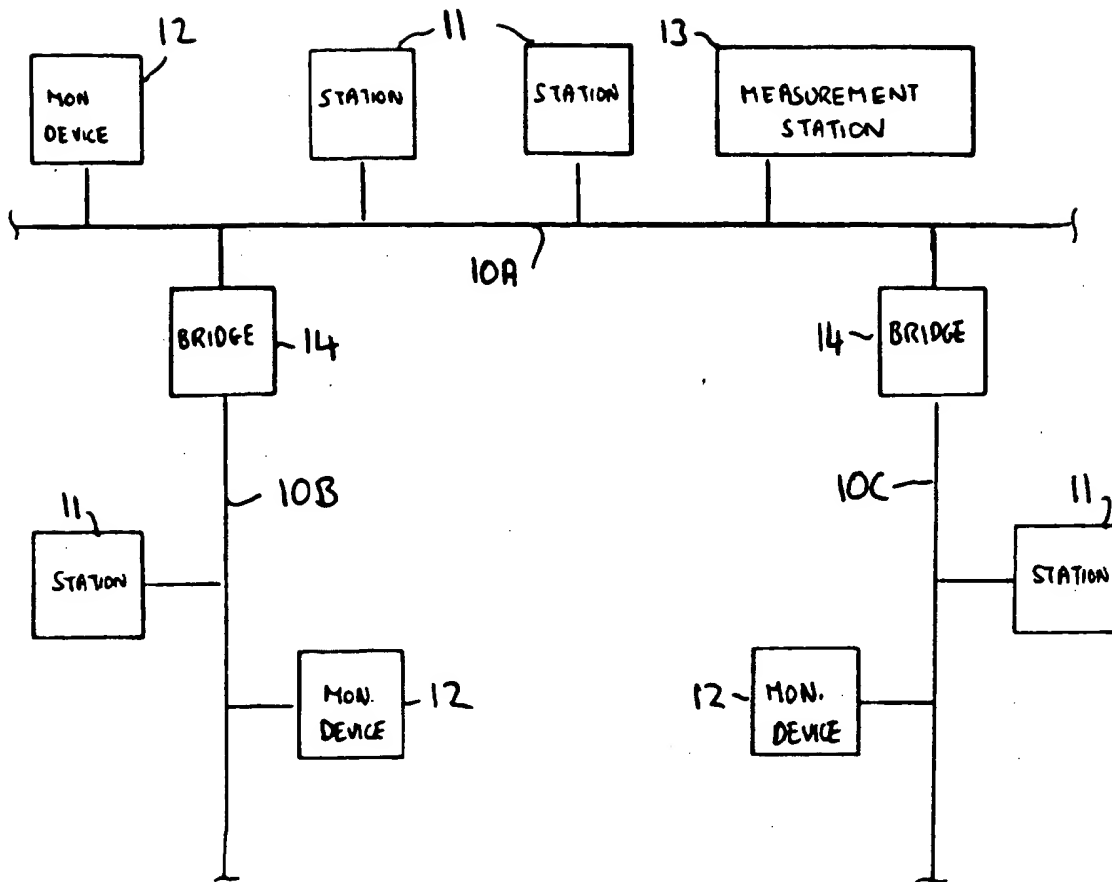 12
11
13
MON
DEVICE
STATION
STATION
MEASUREMENT
STATION
10A
BRIDGE
14
14
BRIDGE
10B
10C
11
STATION
11
STATION
MON.
DEVICE
12
12
MON.
DEVICE